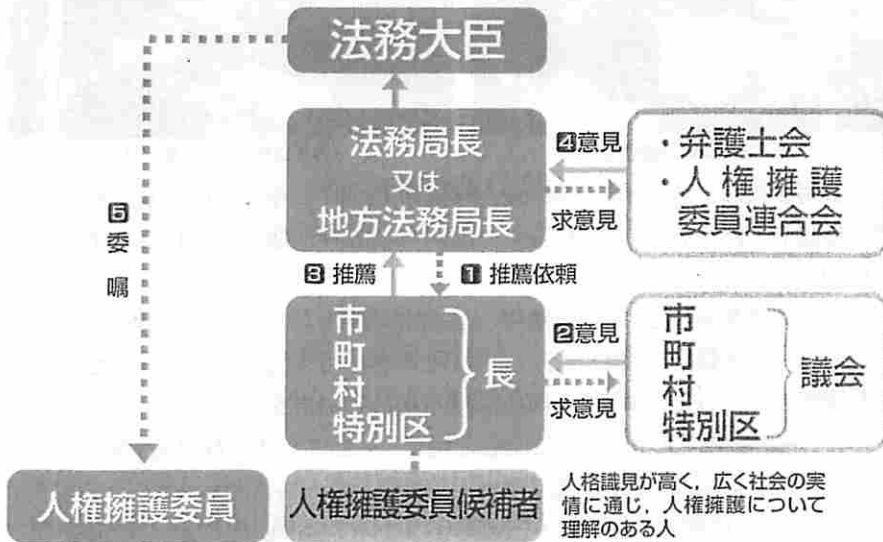 法務大臣
法務局長
又は
地方法務局長
4意見
求意見
・弁護士会
・人権擁護
委員連合会
5委嘱
3 推薦
1 推薦依頼
市
町
村
特別区
長
2意見
求意見
市
町
村
特別区
議会
人権擁護委員
人権擁護委員候補者
人格識見が高く，広く社会の実
情に通じ，人権擁護について
理解のある人